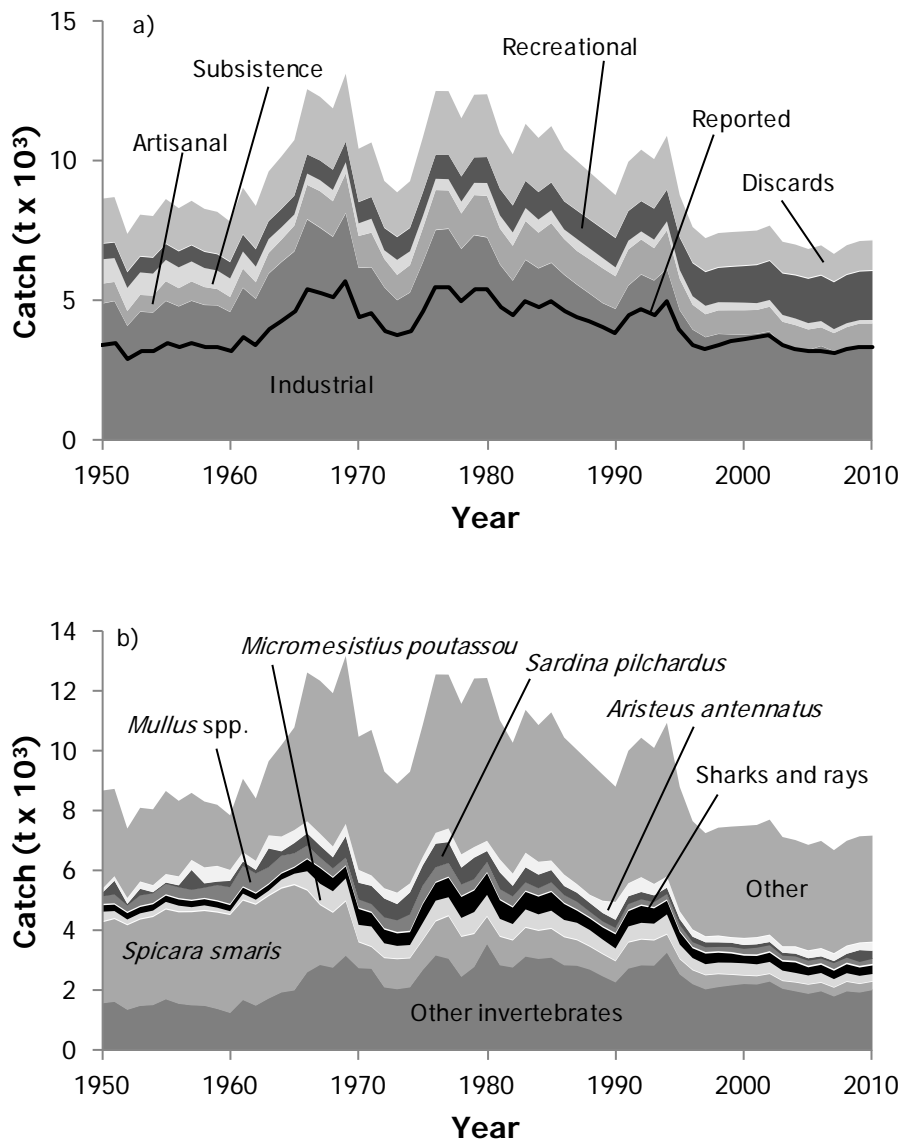 15
a)
Recreational
Subsistence
Artisanal
Reported
Discards
10
5
0
Catch (t x 10³)
Industrial
1950 1960 1970 1980 1990 2000 2010
Year
14
b)
Micromesistius poutassou
Sardina pilchardus
12
Mullus spp.
Aristeus antennatus
10
Sharks and rays
8
6
4
2
0
Catch (t x 10³)
Other
Spicara smaris
Other invertebrates
1950 1960 1970 1980 1990 2000 2010
Year